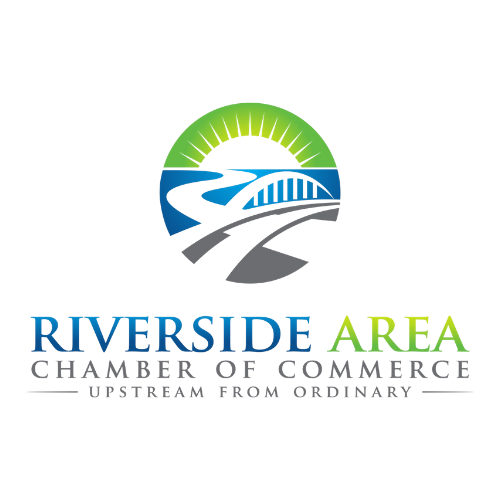 RIVERSIDE AREA
CHAMBER OF COMMERCE
UPSTREAM FROM ORDINARY